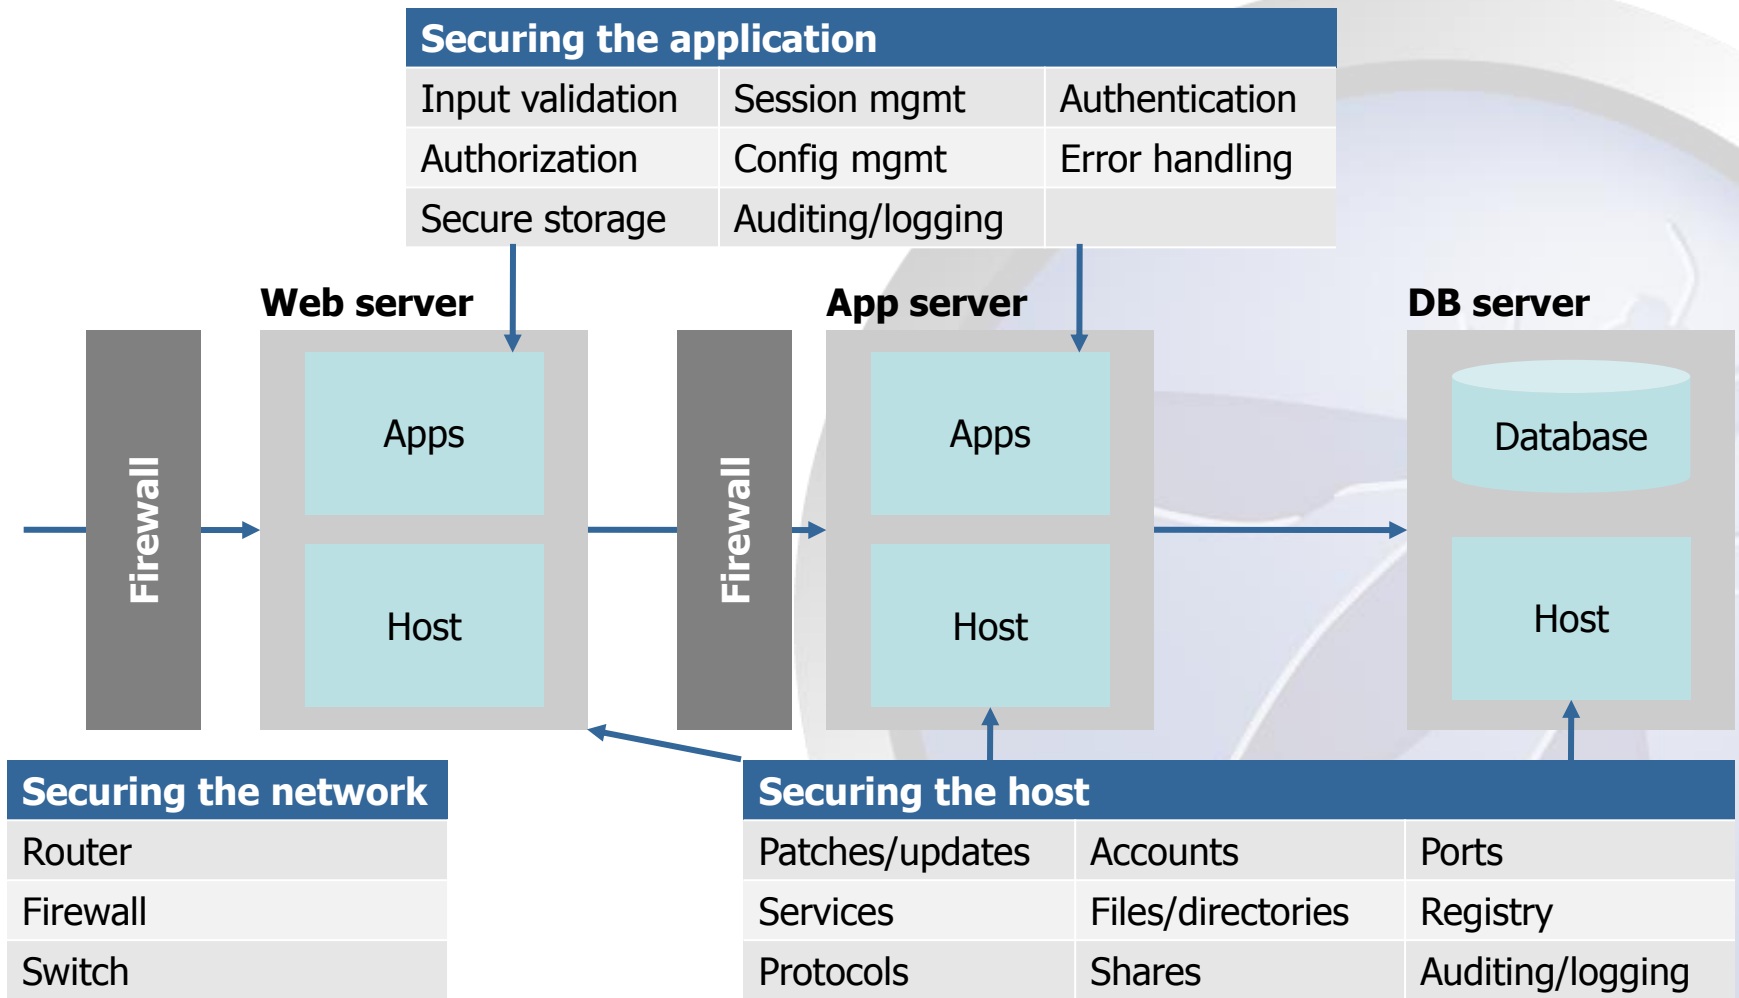 Securing the application
Input validation Session mgmt Authentication
Authorization Config mgmt Error handling
Secure storage Auditing/logging
Web server App server DB server
Firewall
Apps
Host
Firewall
Apps
Host
Database
Host
Securing the network
Router
Firewall
Switch
Securing the host
Patches/updates Accounts Ports
Services Files/directories Registry
Protocols Shares Auditing/logging